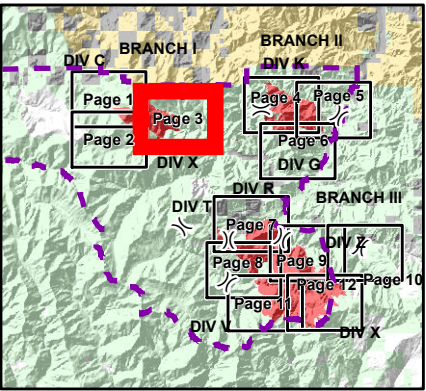 BRANCH I
BRANCH II
DIV C
DIV K
Page 1
Page 3
Page 4
Page 5
Page 2
Page 6
DIV X
DIV G
DIV R
BRANCH III
DIV T
Page 7
DIV Z
Page 8
Page 9
Page 10
Page 12
Page 11
DIV V
DIV X